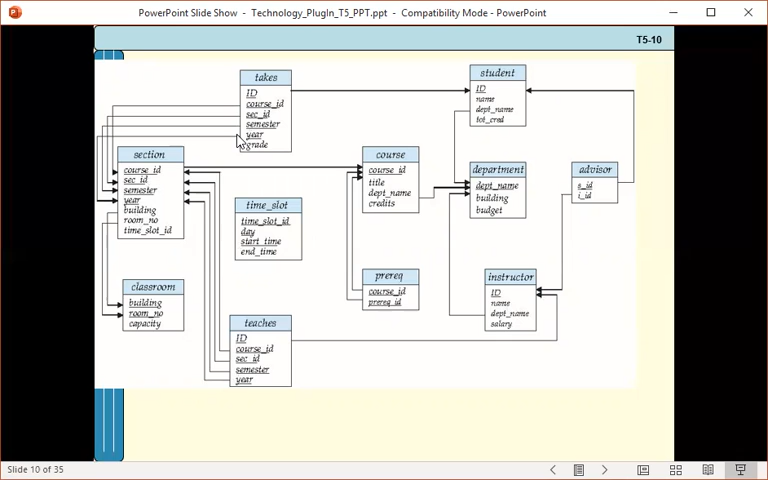 PowerPoint Slide Show - Technology_PlugIn_T5_PPT.ppt - Compatibility Mode - PowerPoint
T5-10
takes
ID
course_id
sec_id
semester
year
grade
student
ID
name
dept_name
tot_cred
section
course_id
sec_id
semester
year
building
room_no
time_slot_id
course
course_id
title
dept_name
credits
department
dept_name
building
budget
advisor
s_id
i_id
time_slot
time_slot_id
day
start_time
end_time
classroom
building
room_no
capacity
prereq
course_id
prereq_id
instructor
ID
name
dept_name
salary
teaches
ID
course_id
sec_id
semester
year
Slide 10 of 35